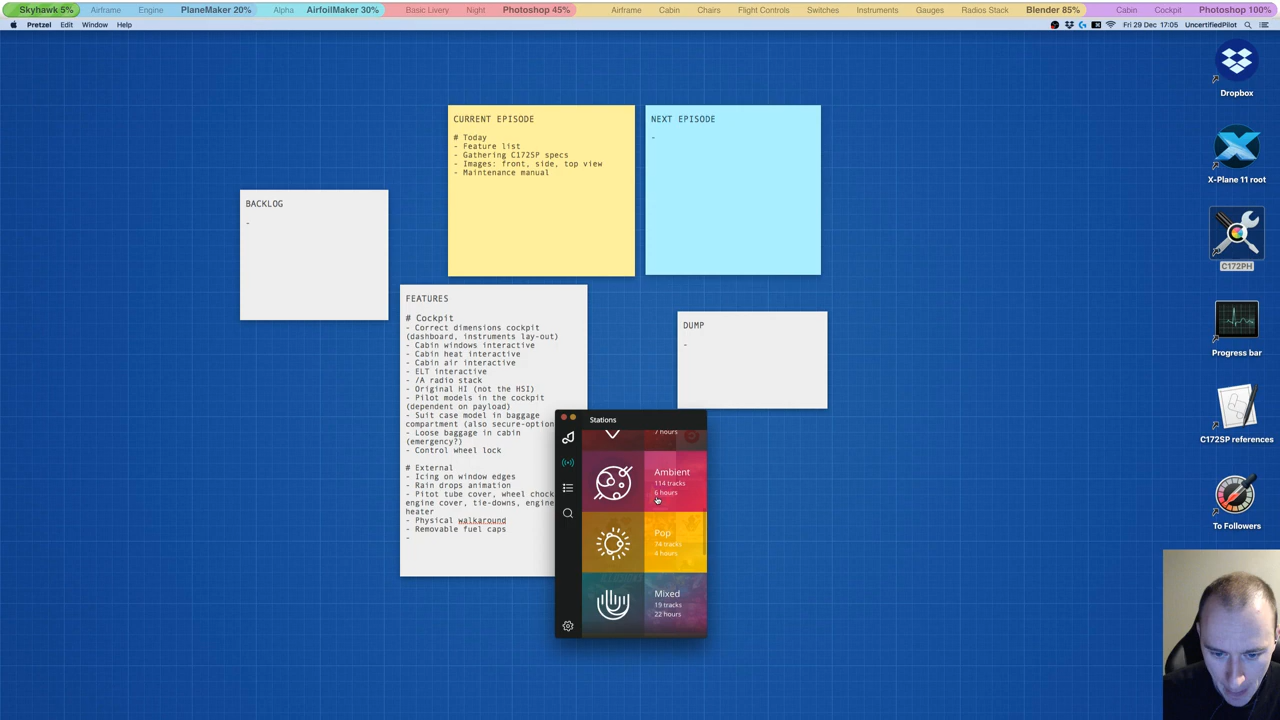 Skyhawk 5% Airframe Engine PlaneMaker 20% Alpha AirfoilMaker 30% Basic Livery Night Photoshop 45% Airframe Cabin Chairs Flight Controls Switches Instruments Gauges Radios Stack Blender 85% Cabin Cockpit Photoshop 100%
Pretzel Edit Window Help Fri 29 Dec 17:05 UncertifiedPilot
Dropbox
X-Plane 11 root
C172PH
Progress bar
C172SP references
To Followers
CURRENT EPISODE
# Today
- Feature list
- Gathering C172SP specs
- Images: front, side, top view
- Maintenance manual
NEXT EPISODE
-
BACKLOG
-
FEATURES
# Cockpit
- Correct dimensions cockpit
(dashboard, instruments lay-out)
- Cabin windows interactive
- Cabin heat interactive
- Cabin air interactive
- ELT interactive
- /A radio stack
- Original HI (not the HSI)
- Pilot models in the cockpit
(dependent on payload)
- Suit case model in baggage
compartment (also secure-option
- Loose baggage in cabin
(emergency?)
- Control wheel lock
# External
- Icing on window edges
- Rain drops animation
- Pitot tube cover, wheel chock
engine cover, tie-downs, engine
heater
- Physical walkaround
- Removable fuel caps
-
DUMP
-
Stations
7 hours
Ambient
114 tracks
6 hours
Pop
74 tracks
4 hours
Mixed
19 tracks
22 hours